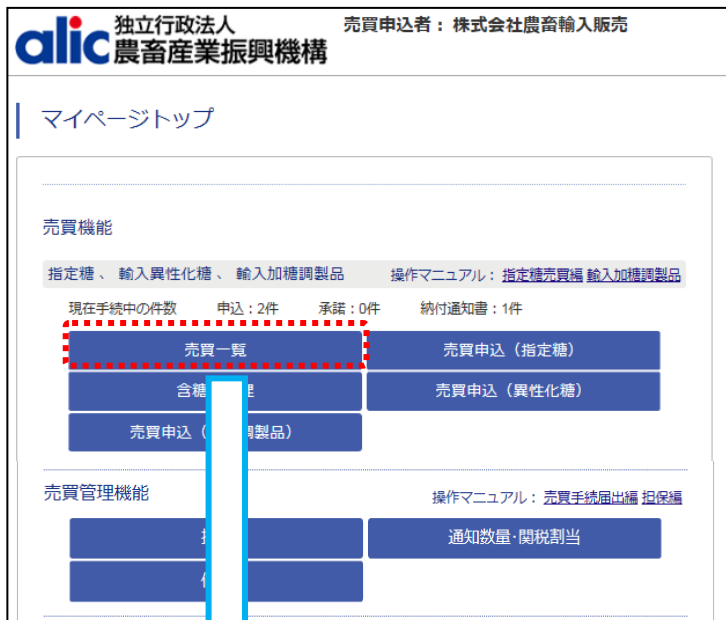 alic 独立行政法人
農畜産業振興機構
売買申込者： 株式会社農畜輸入販売
マイページトップ
売買機能
指定糖 、 輸入異性化糖 、 輸入加糖調製品 操作マニュアル： 指定糖売買編 輸入加糖調製品
現在手続中の件数 申込：2件 承諾：0件 納付通知書：1件
売買一覧 売買申込（指定糖）
含糖 理 売買申込（異性化糖）
売買申込（ 調製品）
売買管理機能 操作マニュアル： 売買手続届出編 担保編
通知数量･関税割当